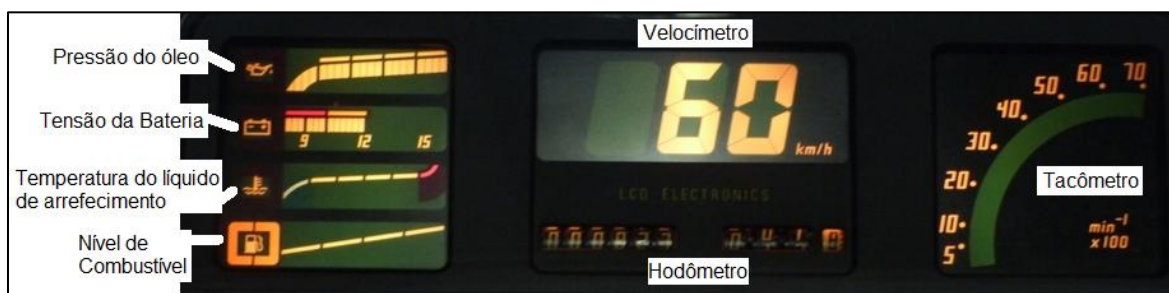 Pressão do óleo
Tensão da Bateria
9 12 15
Temperatura do líquido
de arrefecimento
Nível de
Combustível
Velocímetro
60
km/h
LCD ELECTRONICS
Hodômetro
70
60
50
40
30
20
10
5
Tacômetro
min-1
x100